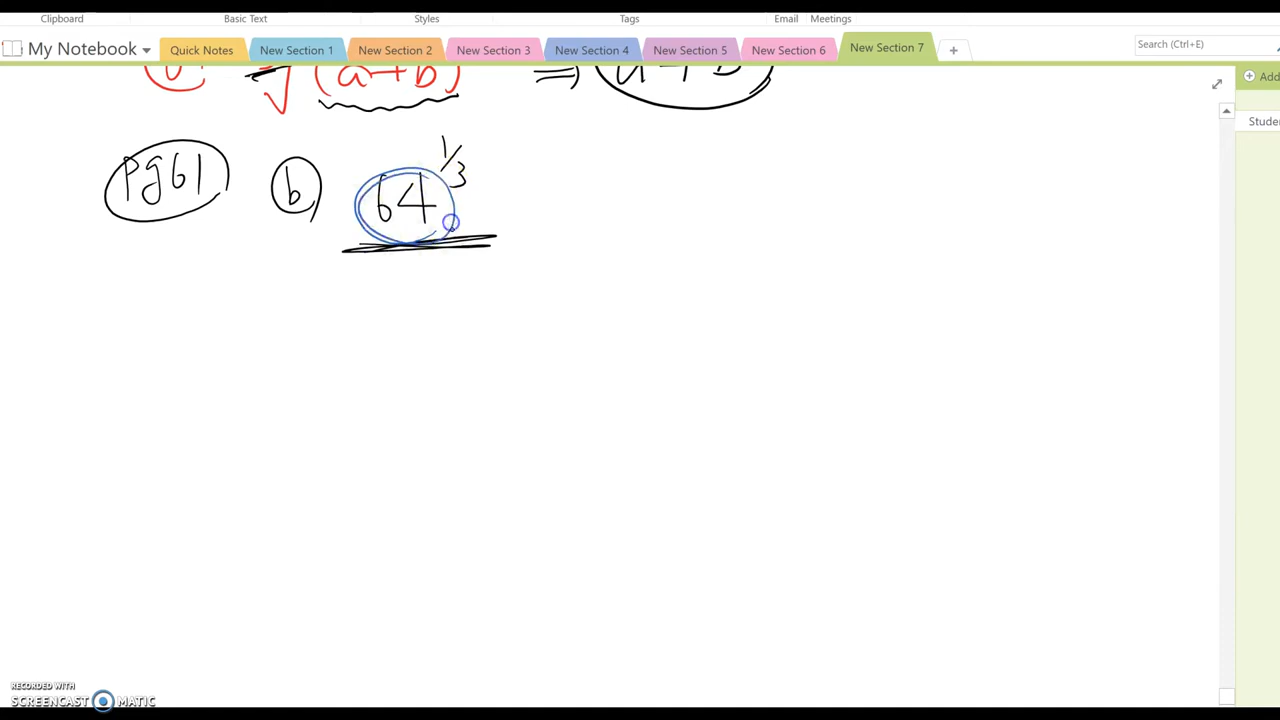 Clipboard Basic Text Styles Tags Email Meetings
My Notebook Quick Notes New Section 1 New Section 2 New Section 3 New Section 4 New Section 5 New Section 6 New Section 7 + Search (Ctrl+E)
√(a+b) ⇒ a+b
Add
Studen
Pg61 b 64^1/3
RECORDED WITH
SCREENCAST MATIC